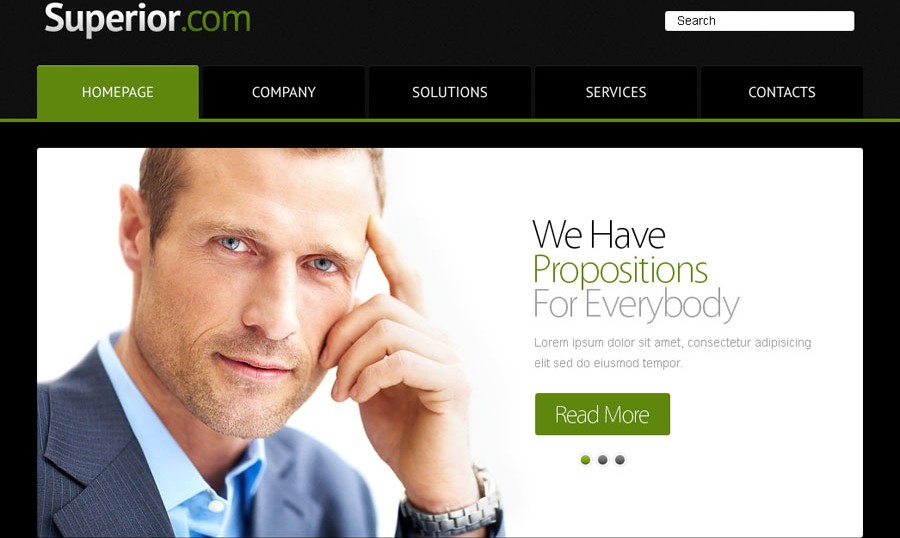 Superior.com
Search
HOMEPAGE
COMPANY
SOLUTIONS
SERVICES
CONTACTS
We Have
Propositions
For Everybody
Lorem ipsum dolor sit amet, consectetur adipisicing
elit sed do eiusmod tempor.
Read More